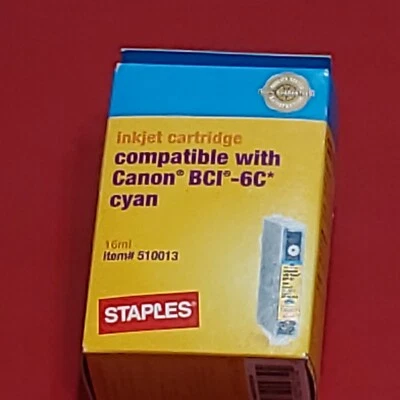 inkjet cartridge
compatible with
Canon® BCI®-6C*
cyan
16ml
Item# 510013
STAPLES